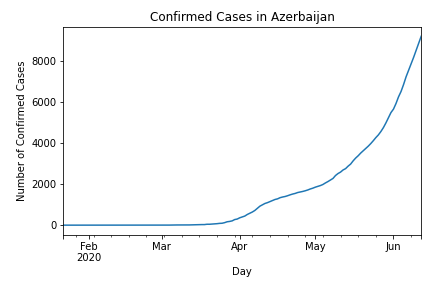 Confirmed Cases in Azerbaijan
8000
6000
4000
2000
0
Number of Confirmed Cases
Feb
2020
Mar
Apr
May
Jun
Day